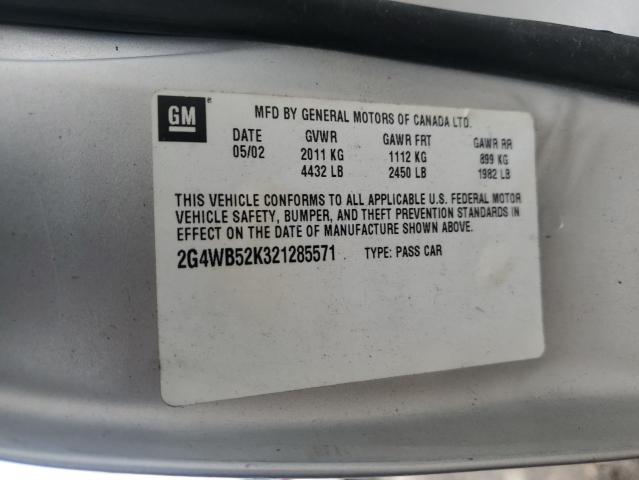 GM
MFD BY GENERAL MOTORS OF CANADA LTD.
DATE GVWR GAWR FRT GAWR RR
05/02 2011 KG 1112 KG 899 KG
4432 LB 2450 LB 1982 LB
THIS VEHICLE CONFORMS TO ALL APPLICABLE U.S. FEDERAL MOTOR
VEHICLE SAFETY, BUMPER, AND THEFT PREVENTION STANDARDS IN
EFFECT ON THE DATE OF MANUFACTURE SHOWN ABOVE.
2G4WB52K321285571 TYPE: PASS CAR